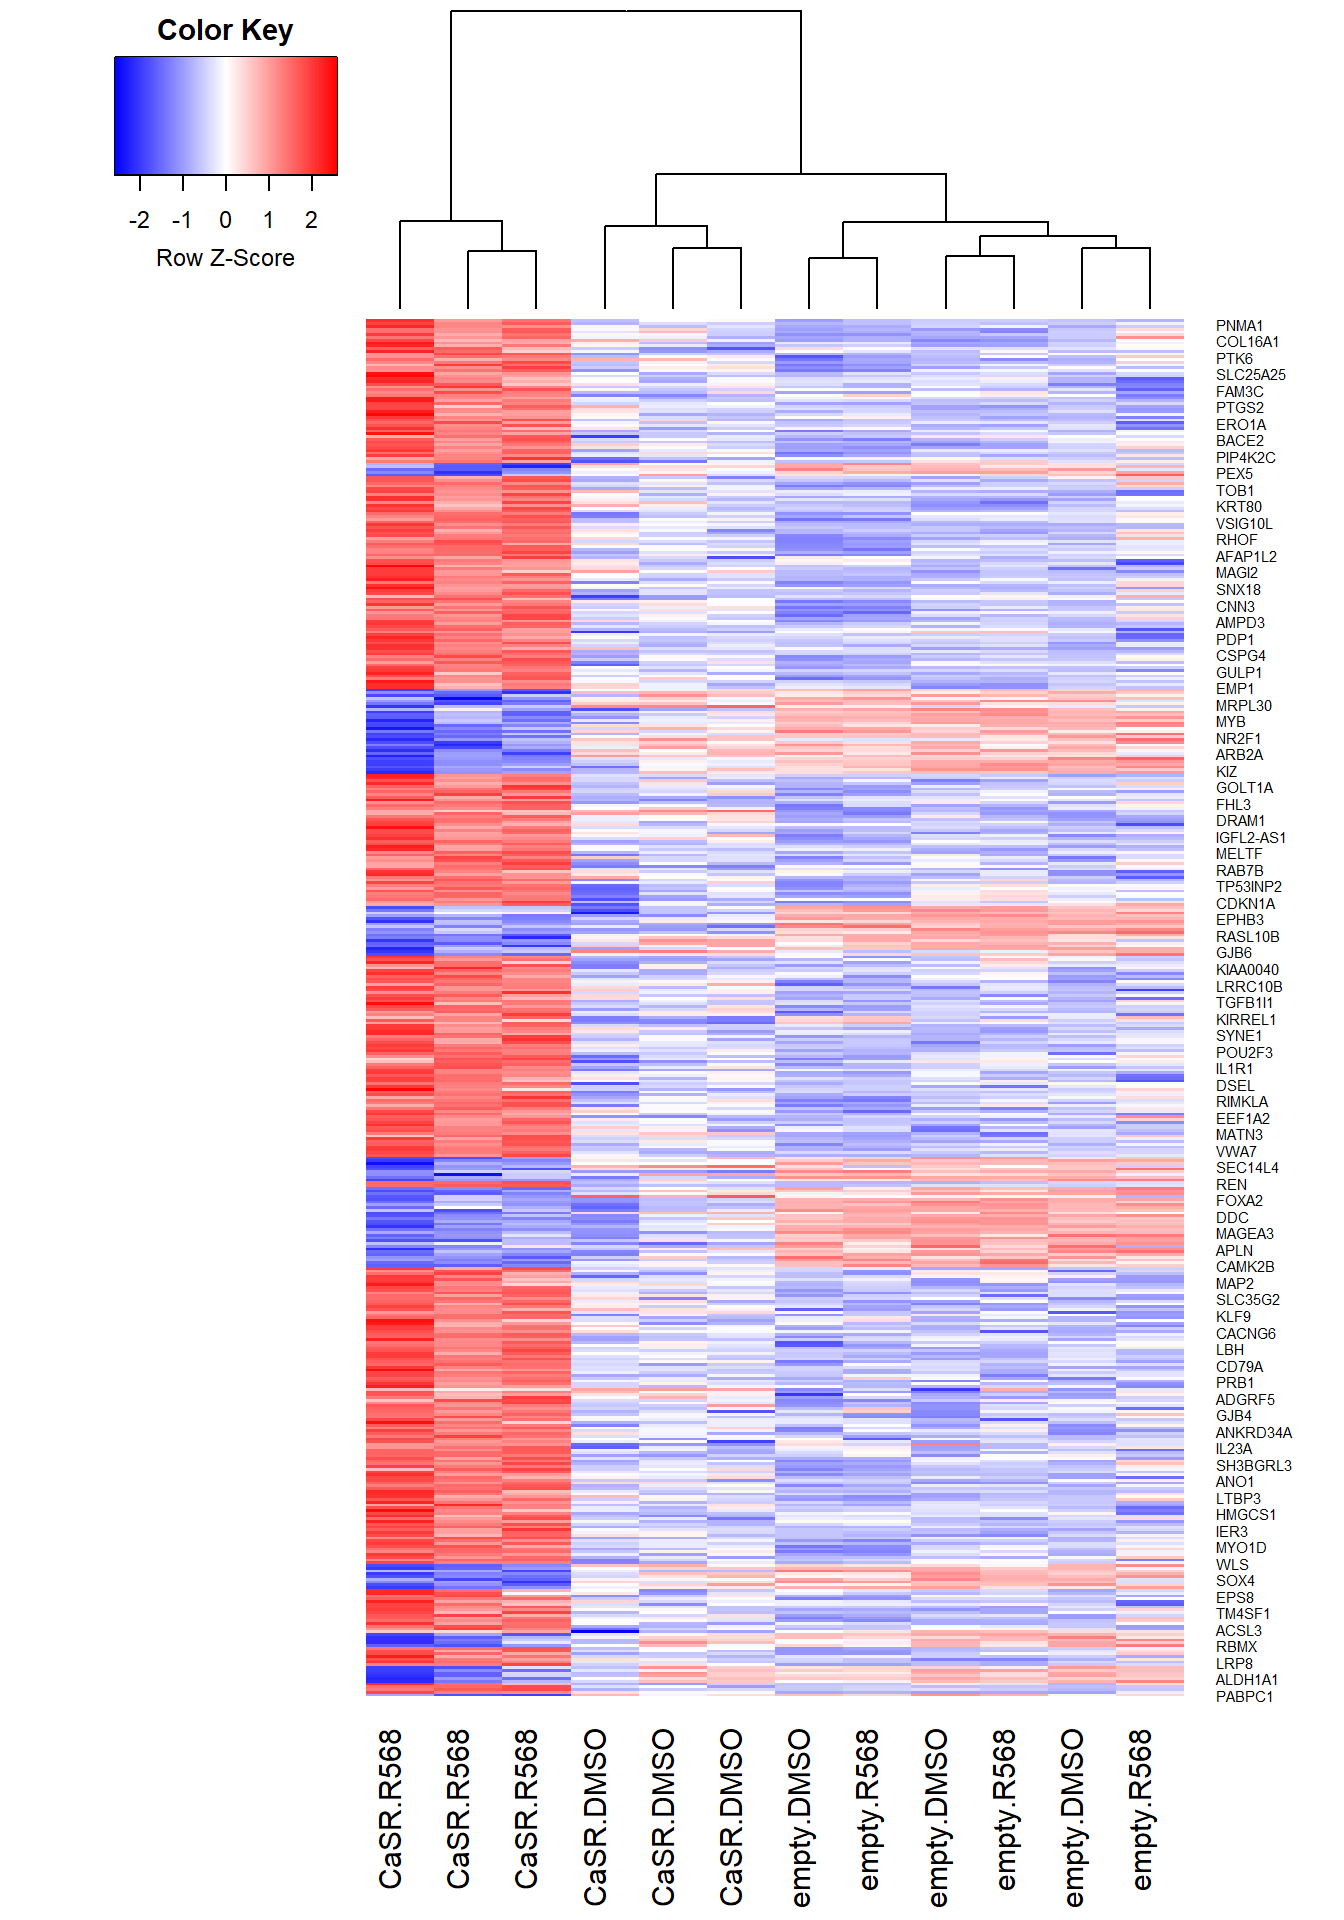 Color Key
-2 -1 0 1 2
Row Z-Score
PNMA1
COL16A1
PTK6
SLC25A25
FAM3C
PTGS2
ERO1A
BACE2
PIP4K2C
PEX5
TOB1
KRT80
VSIG10L
RHOF
AFAP1L2
MAGI2
SNX18
CNN3
AMPD3
PDP1
CSPG4
GULP1
EMP1
MRPL30
MYB
NR2F1
ARB2A
KIZ
GOLT1A
FHL3
DRAM1
IGFL2-AS1
MELTF
RAB7B
TP53INP2
CDKN1A
EPHB3
RASL10B
GJB6
KIAA0040
LRRC10B
TGFB1I1
KIRREL1
SYNE1
POU2F3
IL1R1
DSEL
RIMKLA
EEF1A2
MATN3
VWA7
SEC14L4
REN
FOXA2
DDC
MAGEA3
APLN
CAMK2B
MAP2
SLC35G2
KLF9
CACNG6
LBH
CD79A
PRB1
ADGRF5
GJB4
ANKRD34A
IL23A
SH3BGRL3
ANO1
LTBP3
HMGCS1
IER3
MYO1D
WLS
SOX4
EPS8
TM4SF1
ACSL3
RBMX
LRP8
ALDH1A1
PABPC1
CaSR.R568
CaSR.R568
CaSR.R568
CaSR.DMSO
CaSR.DMSO
CaSR.DMSO
empty.DMSO
empty.R568
empty.DMSO
empty.R568
empty.DMSO
empty.R568